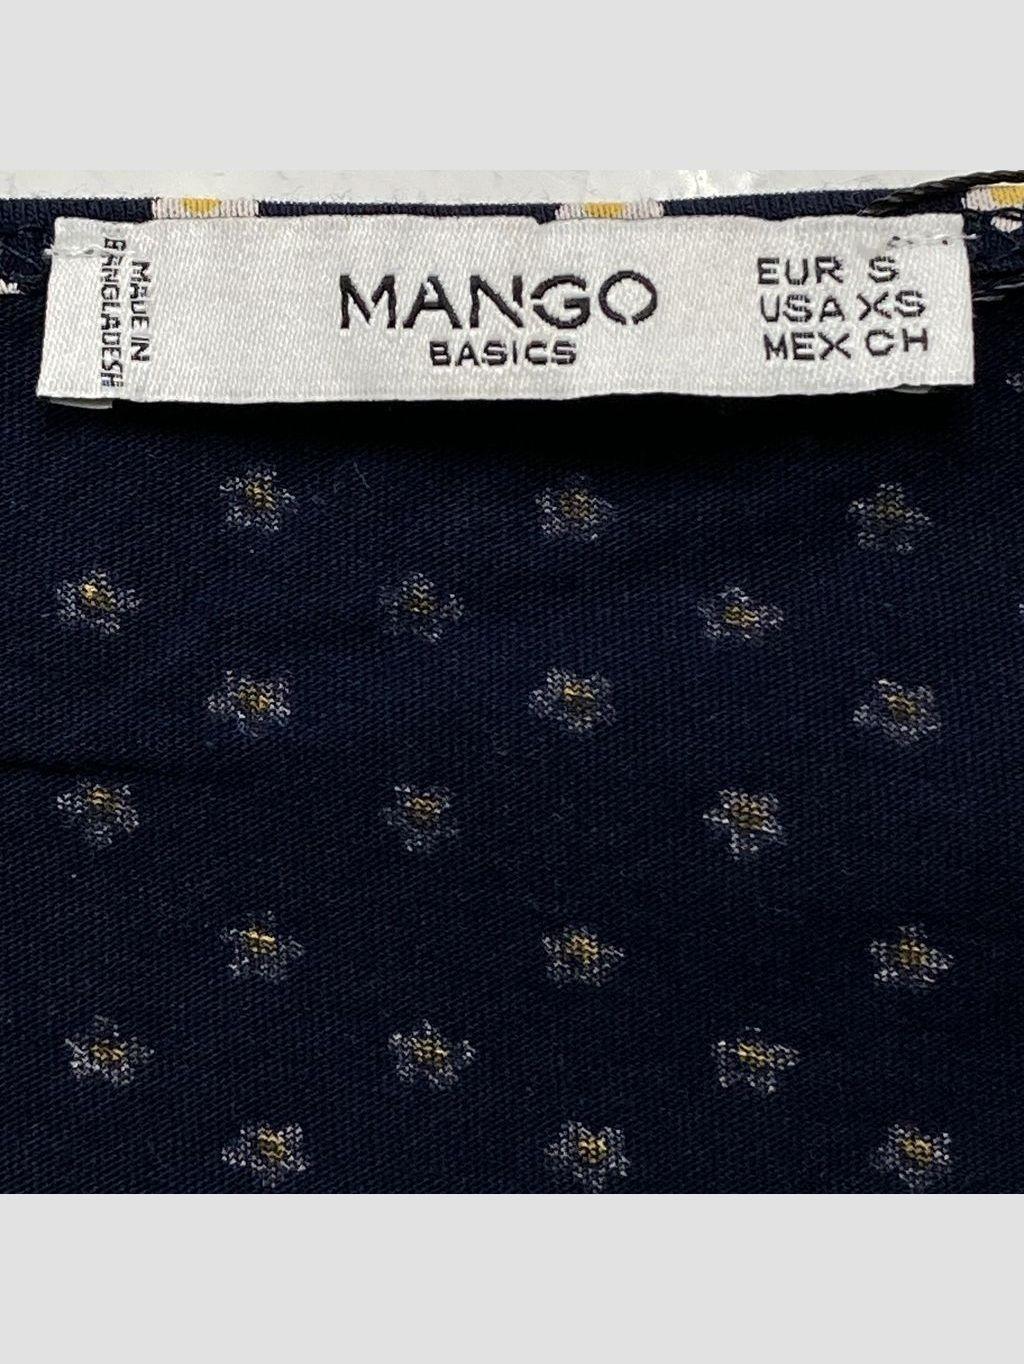 MADE IN
BANGLADESH
MANGO
BASICS
EUR S
USA XS
MEX CH